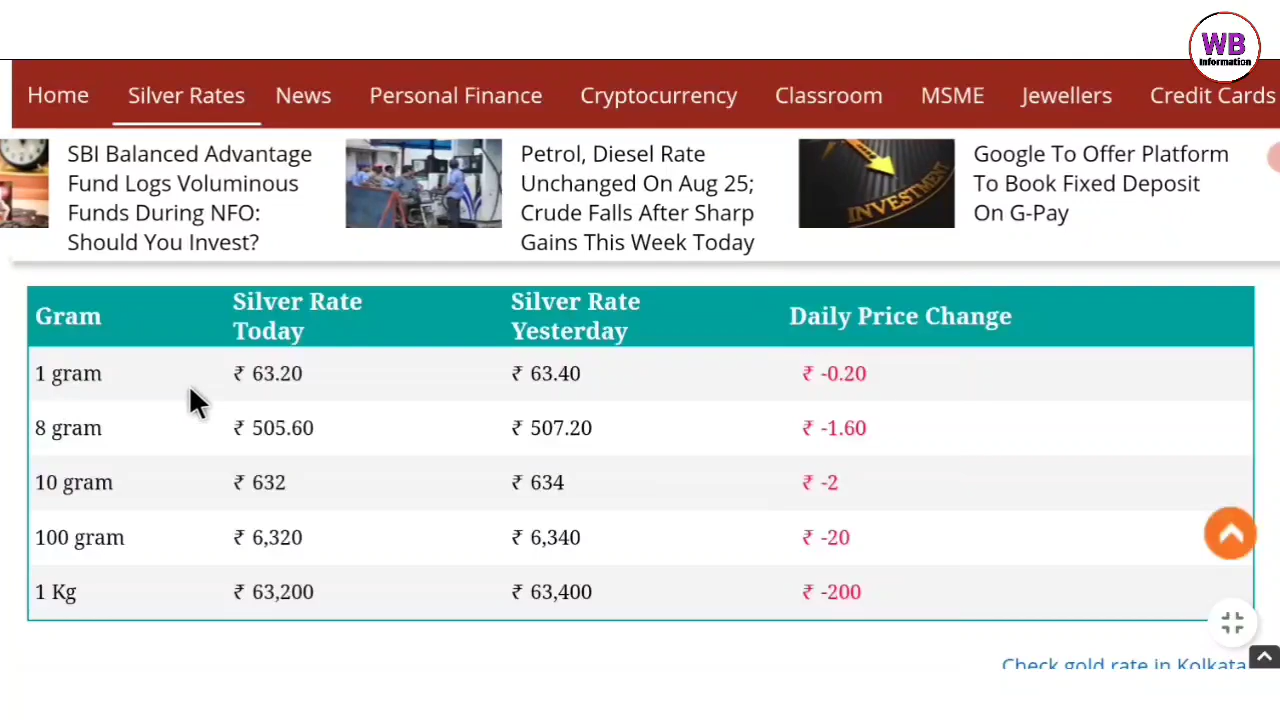 WB
Information
Home Silver Rates News Personal Finance Cryptocurrency Classroom MSME Jewellers Credit Cards
SBI Balanced Advantage
Fund Logs Voluminous
Funds During NFO:
Should You Invest?
Petrol, Diesel Rate
Unchanged On Aug 25;
Crude Falls After Sharp
Gains This Week Today
INVESTMENT
Google To Offer Platform
To Book Fixed Deposit
On G-Pay
Gram Silver Rate Today Silver Rate Yesterday Daily Price Change
1 gram ₹ 63.20 ₹ 63.40 ₹ -0.20
8 gram ₹ 505.60 ₹ 507.20 ₹ -1.60
10 gram ₹ 632 ₹ 634 ₹ -2
100 gram ₹ 6,320 ₹ 6,340 ₹ -20
1 Kg ₹ 63,200 ₹ 63,400 ₹ -200
Check gold rate in Kolkata